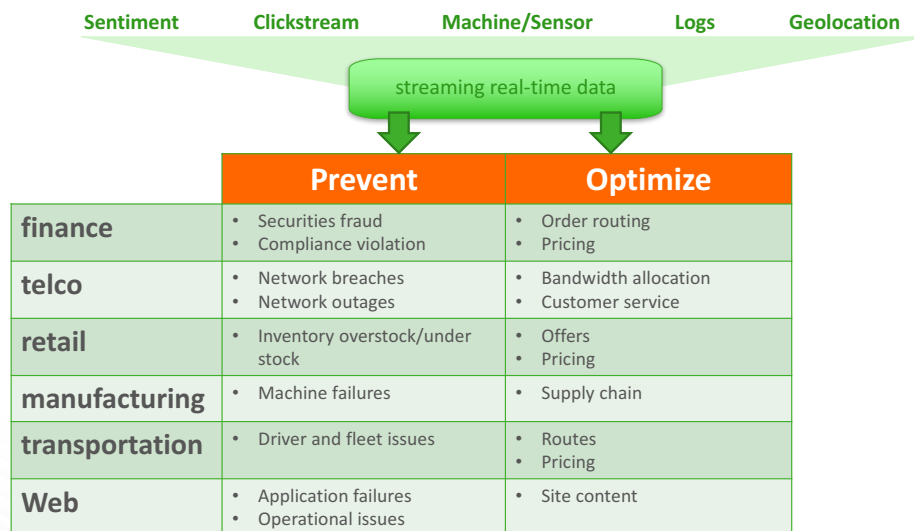 Sentiment Clickstream Machine/Sensor Logs Geolocation
streaming real-time data
Prevent Optimize
finance
• Securities fraud
• Compliance violation
• Order routing
• Pricing
telco
• Network breaches
• Network outages
• Bandwidth allocation
• Customer service
retail
• Inventory overstock/under
stock
• Offers
• Pricing
manufacturing
• Machine failures
• Supply chain
transportation
• Driver and fleet issues
• Routes
• Pricing
Web
• Application failures
• Operational issues
• Site content